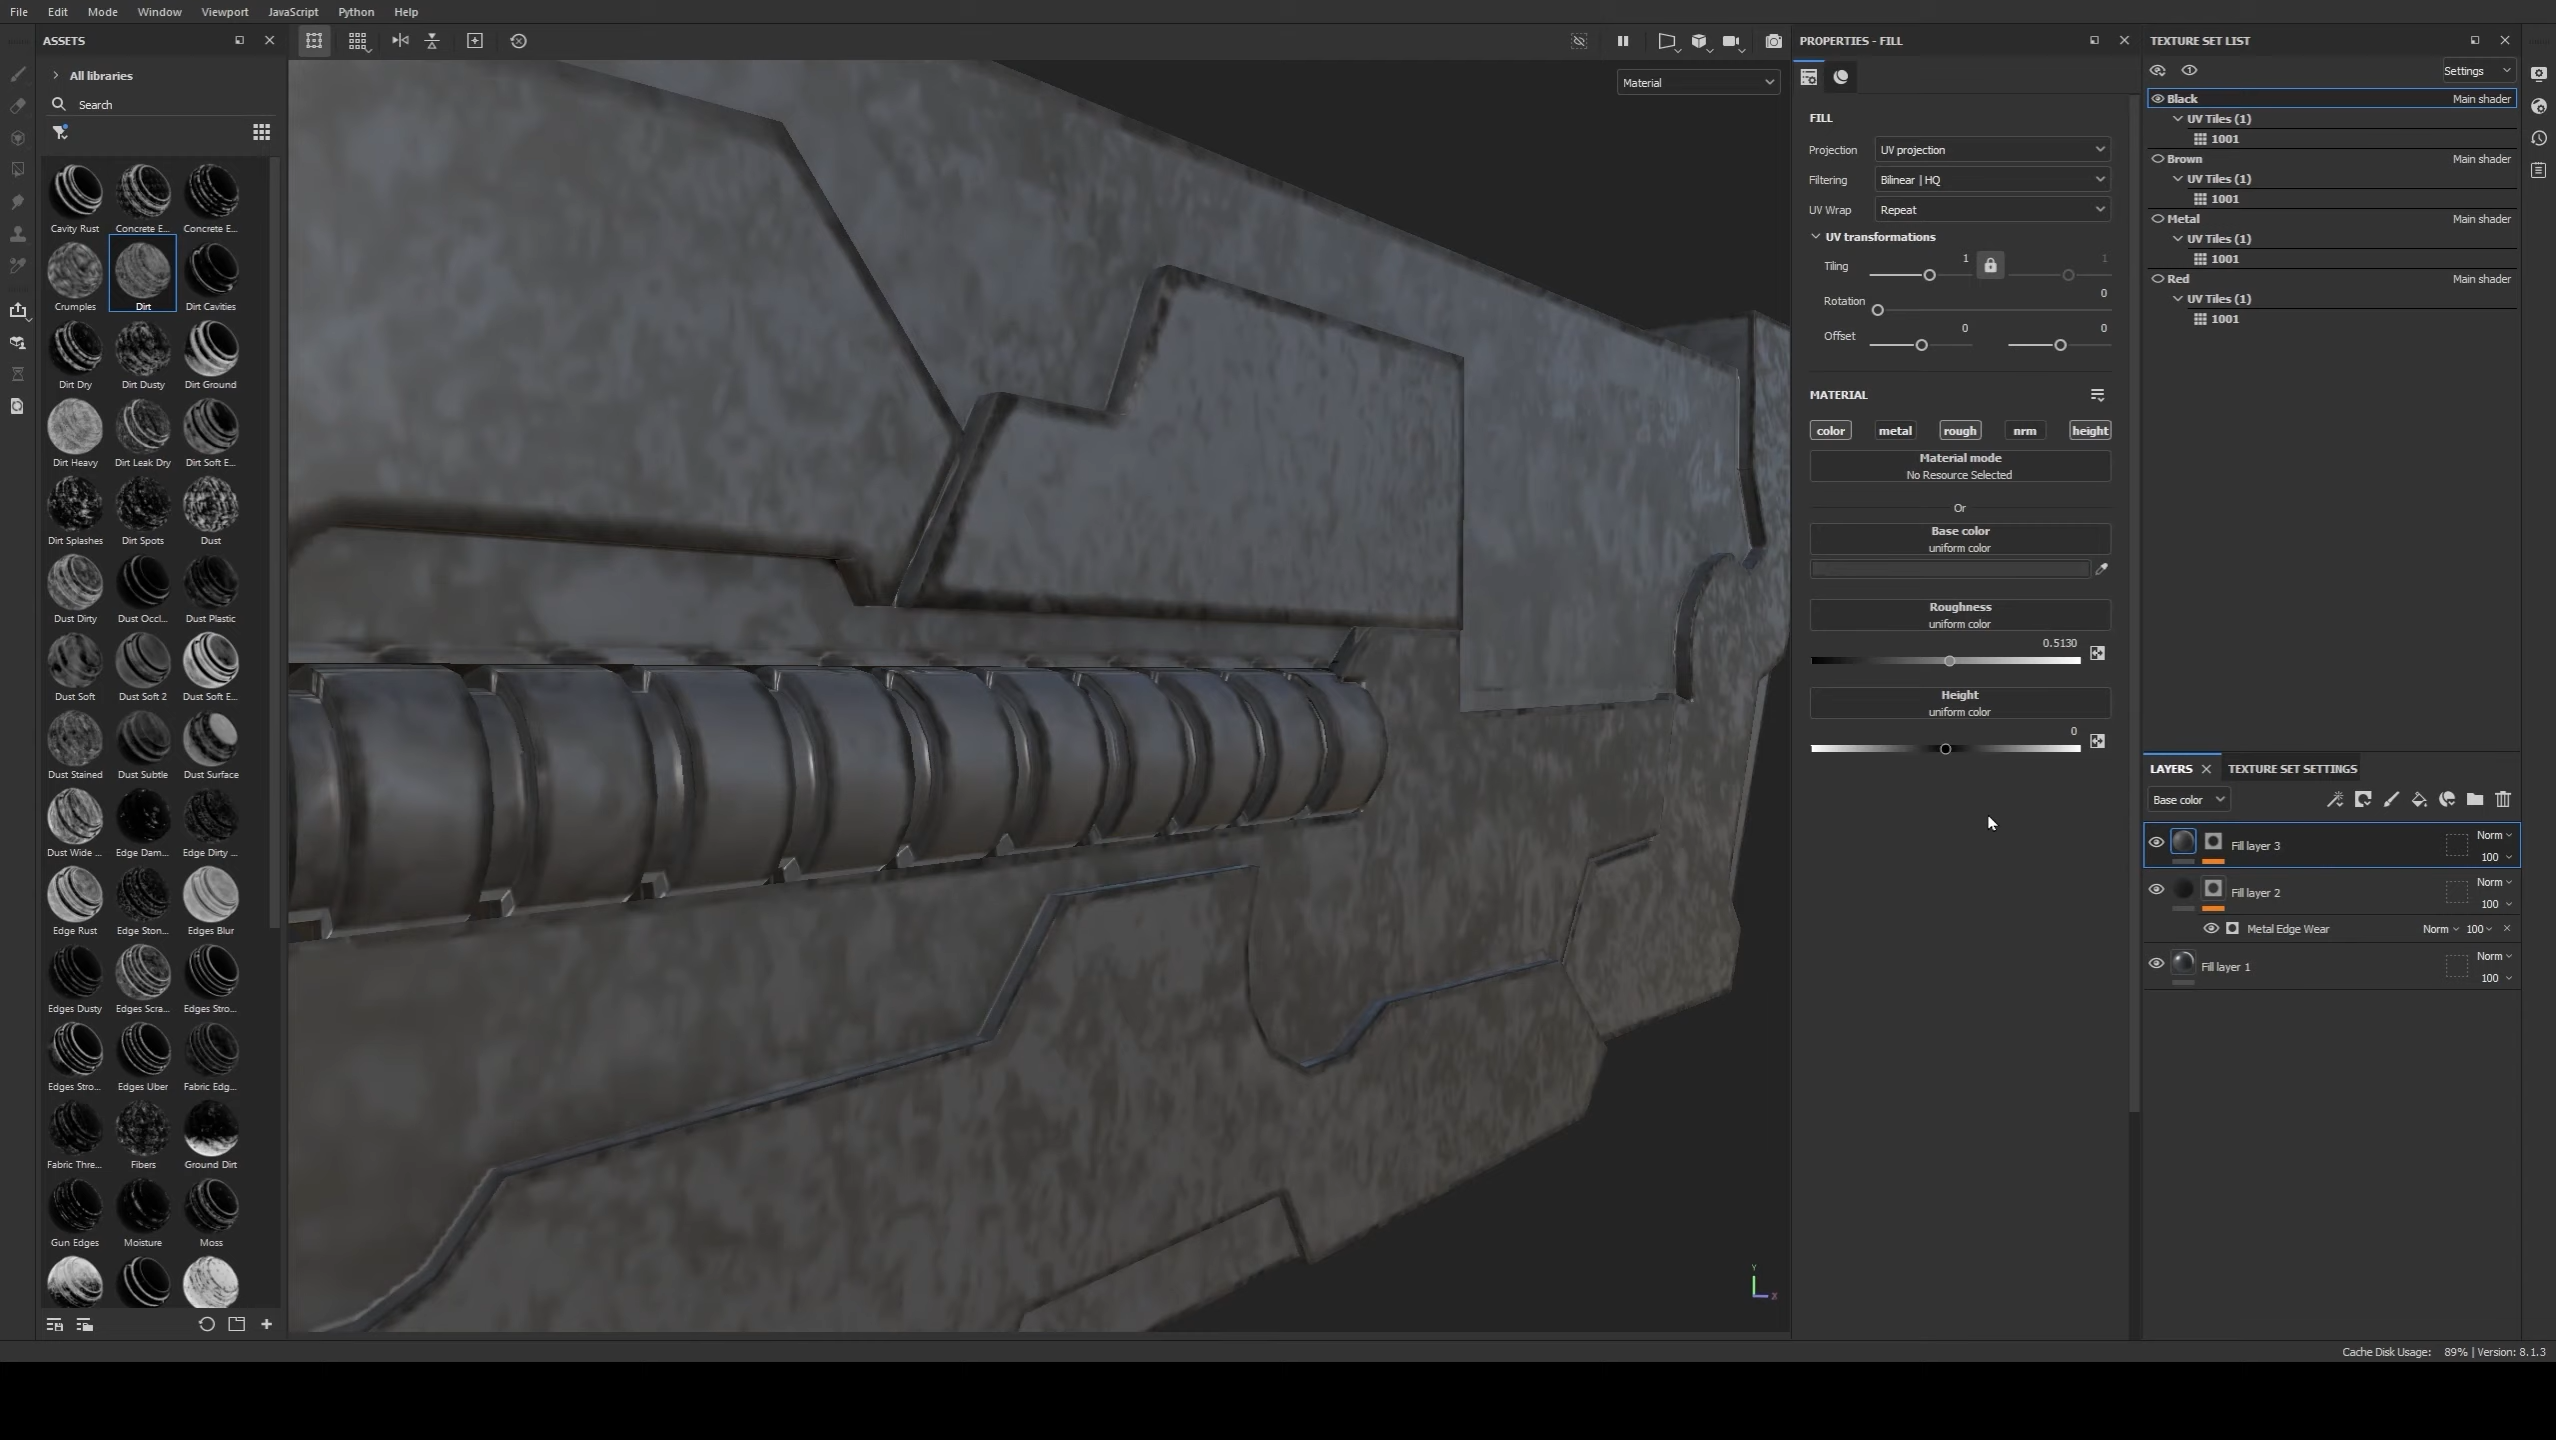 File Edit Mode Window Viewport JavaScript Python Help
ASSETS
All libraries
Search
Cavity Rust Concrete E... Concrete E...
Crumples Dirt Dirt Cavities
Dirt Dry Dirt Dusty Dirt Ground
Dirt Heavy Dirt Leak Dry Dirt Soft E...
Dirt Splashes Dirt Spots Dust
Dust Dirty Dust Occl... Dust Plastic
Dust Soft Dust Soft 2 Dust Soft E...
Dust Stained Dust Subtle Dust Surface
Dust Wide ... Edge Dam... Edge Dirty ...
Edge Rust Edge Ston... Edges Blur
Edges Dusty Edges Scra... Edges Stro...
Edges Stro... Edges Uber Fabric Edg...
Fabric Thre... Fibers Ground Dirt
Gun Edges Moisture Moss
Material
Y
X
PROPERTIES - FILL
FILL
Projection UV projection
Filtering Bilinear | HQ
UV Wrap Repeat
UV transformations
Tiling 1 1
Rotation 0
Offset 0 0
MATERIAL
color metal rough nrm height
Material mode
No Resource Selected
Or
Base color
uniform color
Roughness
uniform color
0.5130
Height
uniform color
0
TEXTURE SET LIST
Settings
Black Main shader
UV Tiles (1)
1001
Brown Main shader
UV Tiles (1)
1001
Metal Main shader
UV Tiles (1)
1001
Red Main shader
UV Tiles (1)
1001
LAYERS TEXTURE SET SETTINGS
Base color
Fill layer 3 Norm
100
Fill layer 2 Norm
100
Metal Edge Wear Norm 100
Fill layer 1 Norm
100
Cache Disk Usage: 89% | Version: 8.1.3